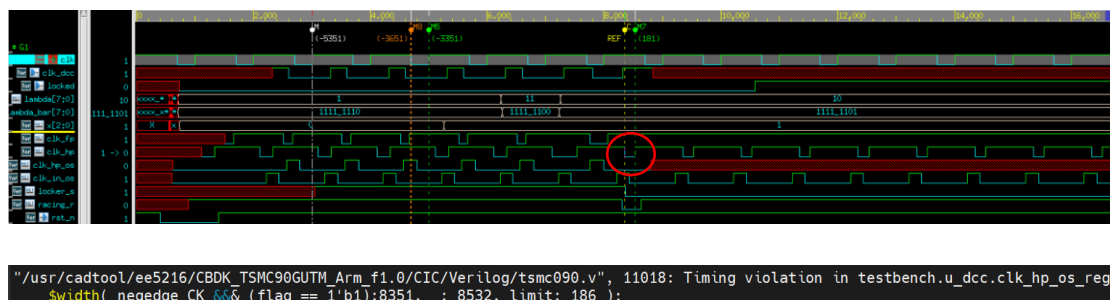 0 2,000 4,000 6,000 8,000 10,000 12,000 14,000 16,000
M M8 M5 C M7
(-5351) (-3651) (-3351) REF (181)
G1
clk 1
clk_dcc 1
locked 0
lambda[7:0] 10 1 11 10
ambda_bar[7:0] 111_1101 1111_1110 1111_1100 1111_1101
1 X 1
clk_fp 1
clk_hp 1 -> 0
clk_hp_os 0
clk_in_os 1
locker_s 1
racing_r 0
rst_n 1
"/usr/cadtool/ee5216/CBDK_TSMC90GUTM_Arm_f1.0/CIC/Verilog/tsmc090.v", 11018: Timing violation in testbench.u_dcc.clk_hp_os_reg
$width( negedge CK &&& (flag == 1'b1):8351, : 8532, limit: 186 );